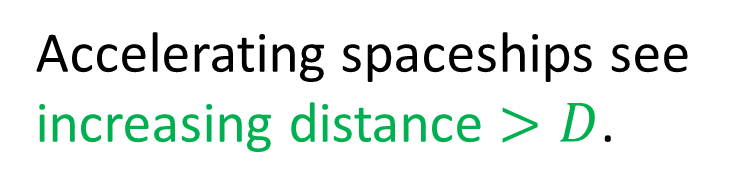 Accelerating spaceships see
increasing distance > D.